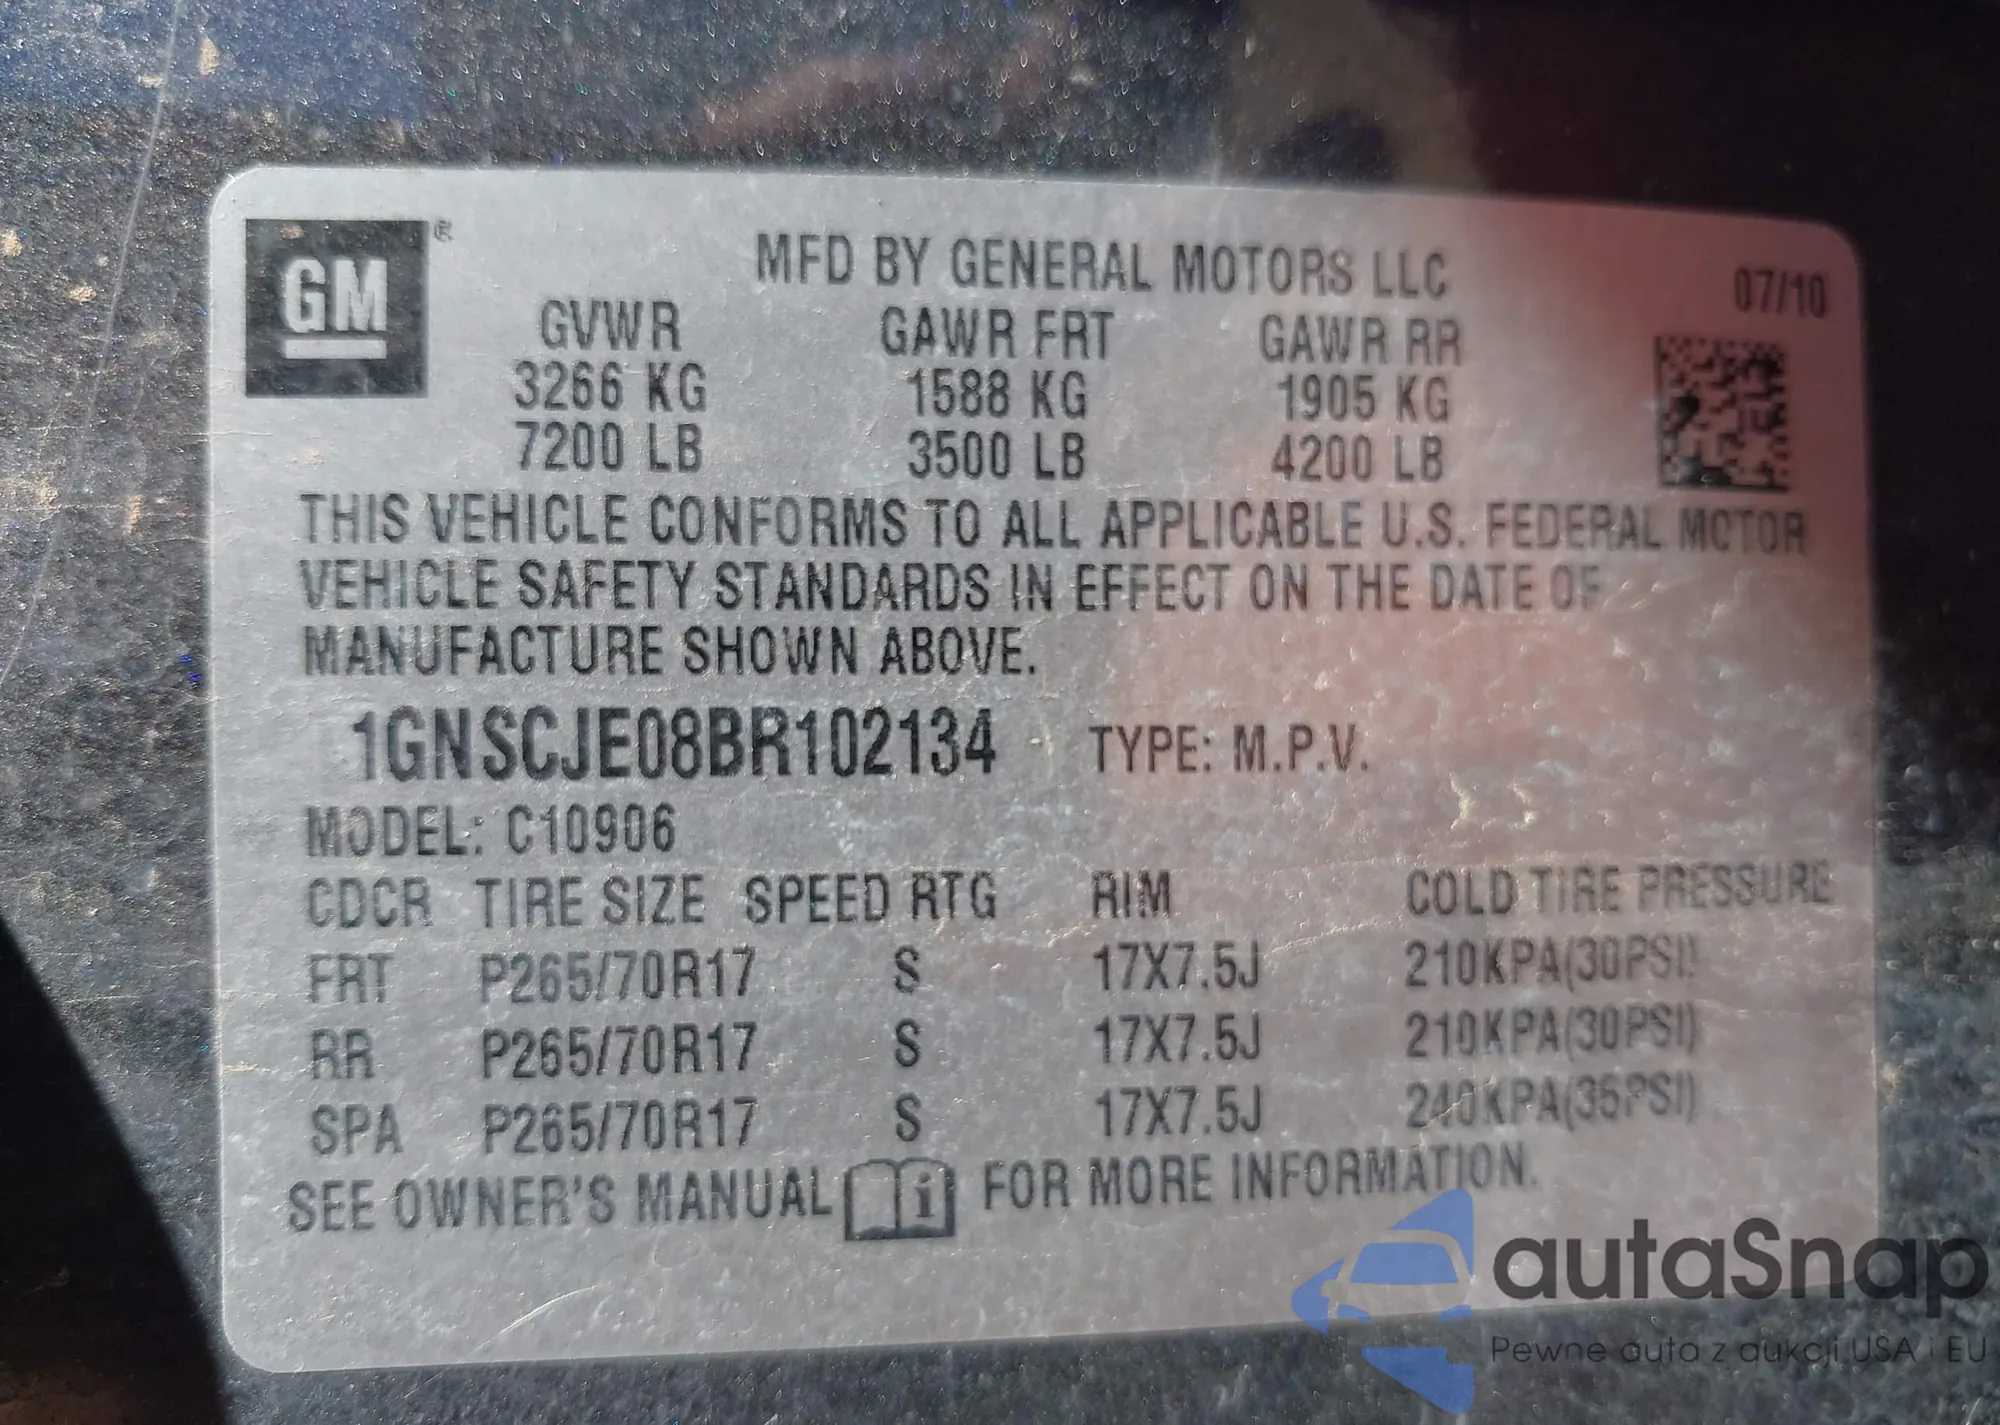 GM
MFD BY GENERAL MOTORS LLC
07/10
GVWR GAWR FRT GAWR RR
3266 KG 1588 KG 1905 KG
7200 LB 3500 LB 4200 LB
THIS VEHICLE CONFORMS TO ALL APPLICABLE U.S. FEDERAL MOTOR
VEHICLE SAFETY STANDARDS IN EFFECT ON THE DATE OF
MANUFACTURE SHOWN ABOVE.
1GNSCJE08BR102134 TYPE: M.P.V.
MODEL: C10906
CDCR TIRE SIZE SPEED RTG RIM COLD TIRE PRESSURE
FRT P265/70R17 S 17X7.5J 210KPA(30PSI)
RR P265/70R17 S 17X7.5J 210KPA(30PSI)
SPA P265/70R17 S 17X7.5J 240KPA(35PSI)
SEE OWNER'S MANUAL i FOR MORE INFORMATION.
autaSnap
Pewne auta z aukcji USA i EU